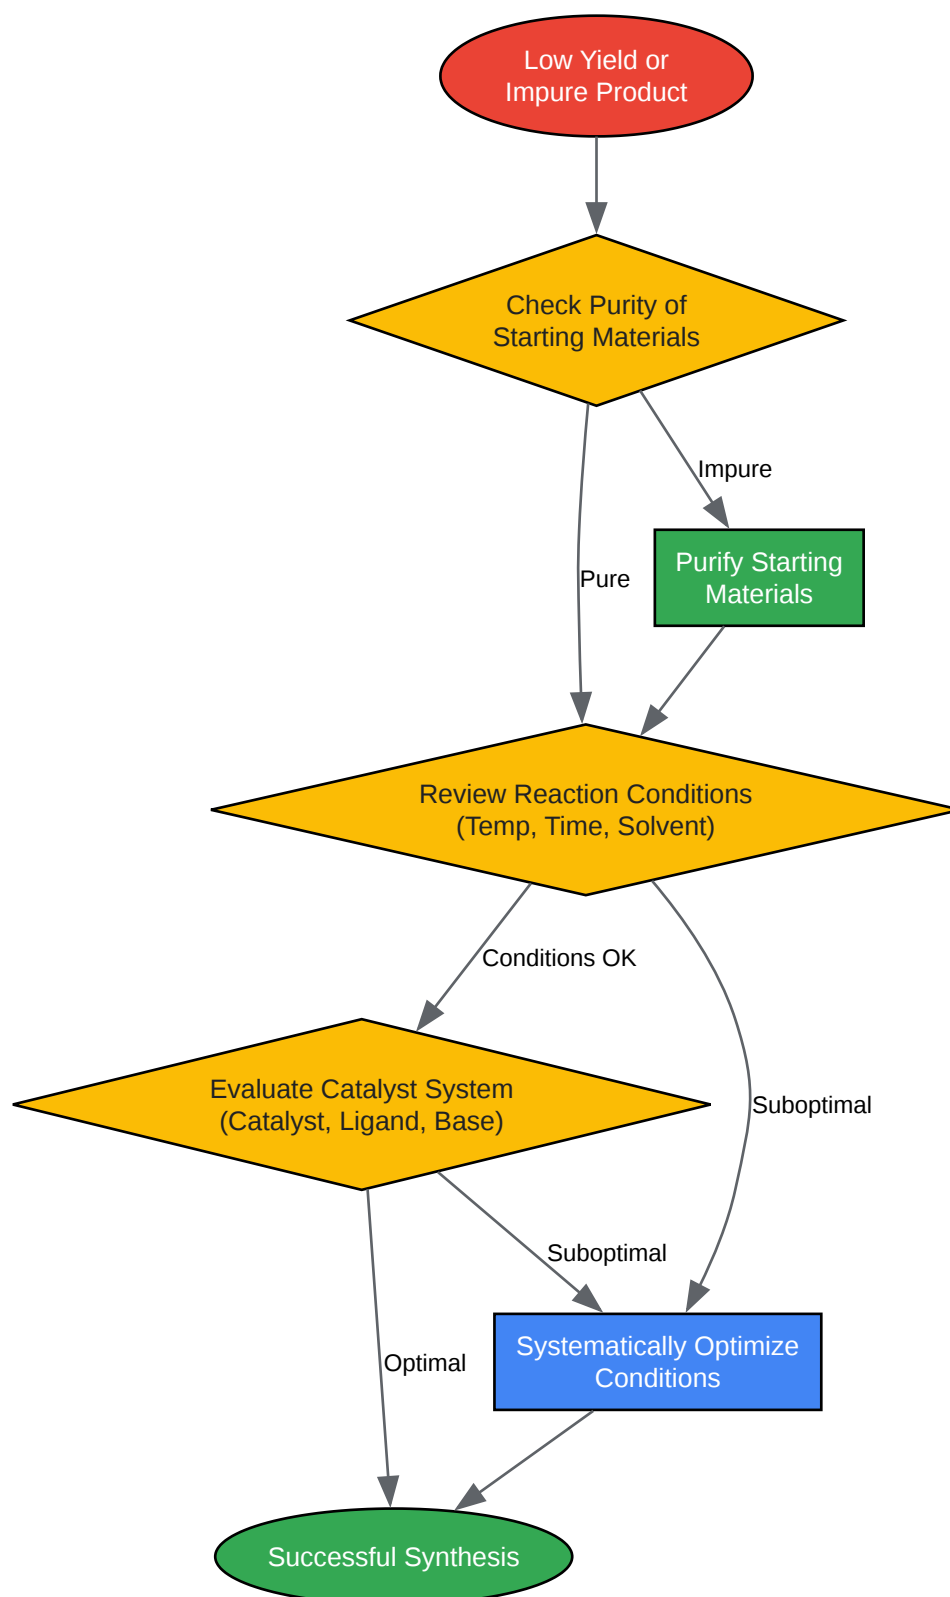 Low Yield or
Impure Product
Check Purity of
Starting Materials
Impure
Purify Starting
Materials
Pure
Review Reaction Conditions
(Temp, Time, Solvent)
Conditions OK
Evaluate Catalyst System
(Catalyst, Ligand, Base)
Suboptimal
Suboptimal
Systematically Optimize
Conditions
Optimal
Successful Synthesis